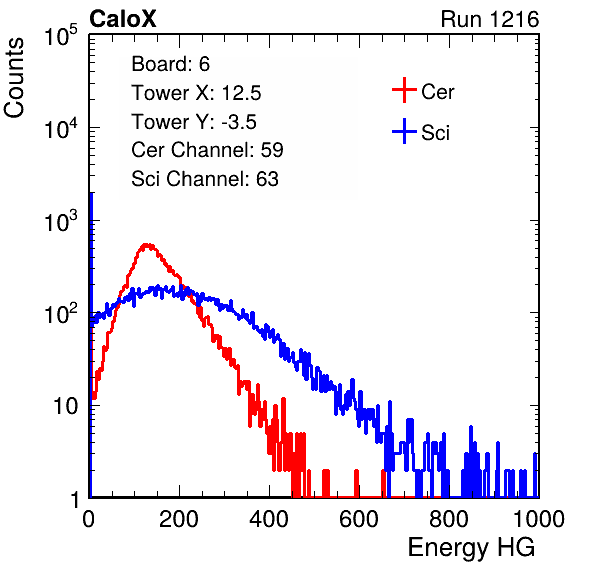 CaloX Run 1216
Board: 6
Tower X: 12.5
Tower Y: -3.5
Cer Channel: 59
Sci Channel: 63
Cer
Sci
Counts
10^5
10^4
10^3
10^2
10
1
0 200 400 600 800 1000
Energy HG